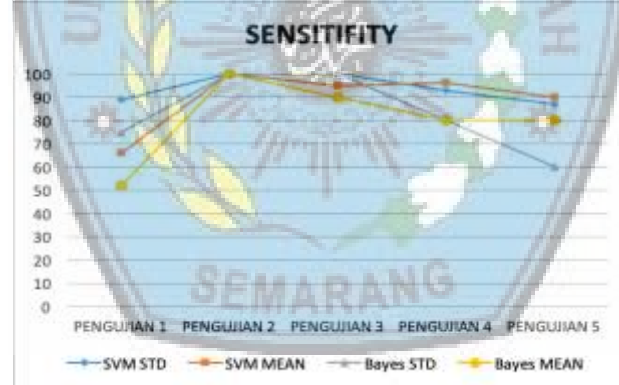 SENSITIFITY
100
90
80
70
60
50
40
30
20
10
0
SEMARANG
PENGUJIAN 1 PENGUJIAN 2 PENGUJIAN 3 PENGUJIAN 4 PENGUJIAN 5
SVM STD SVM MEAN Bayes STD Bayes MEAN